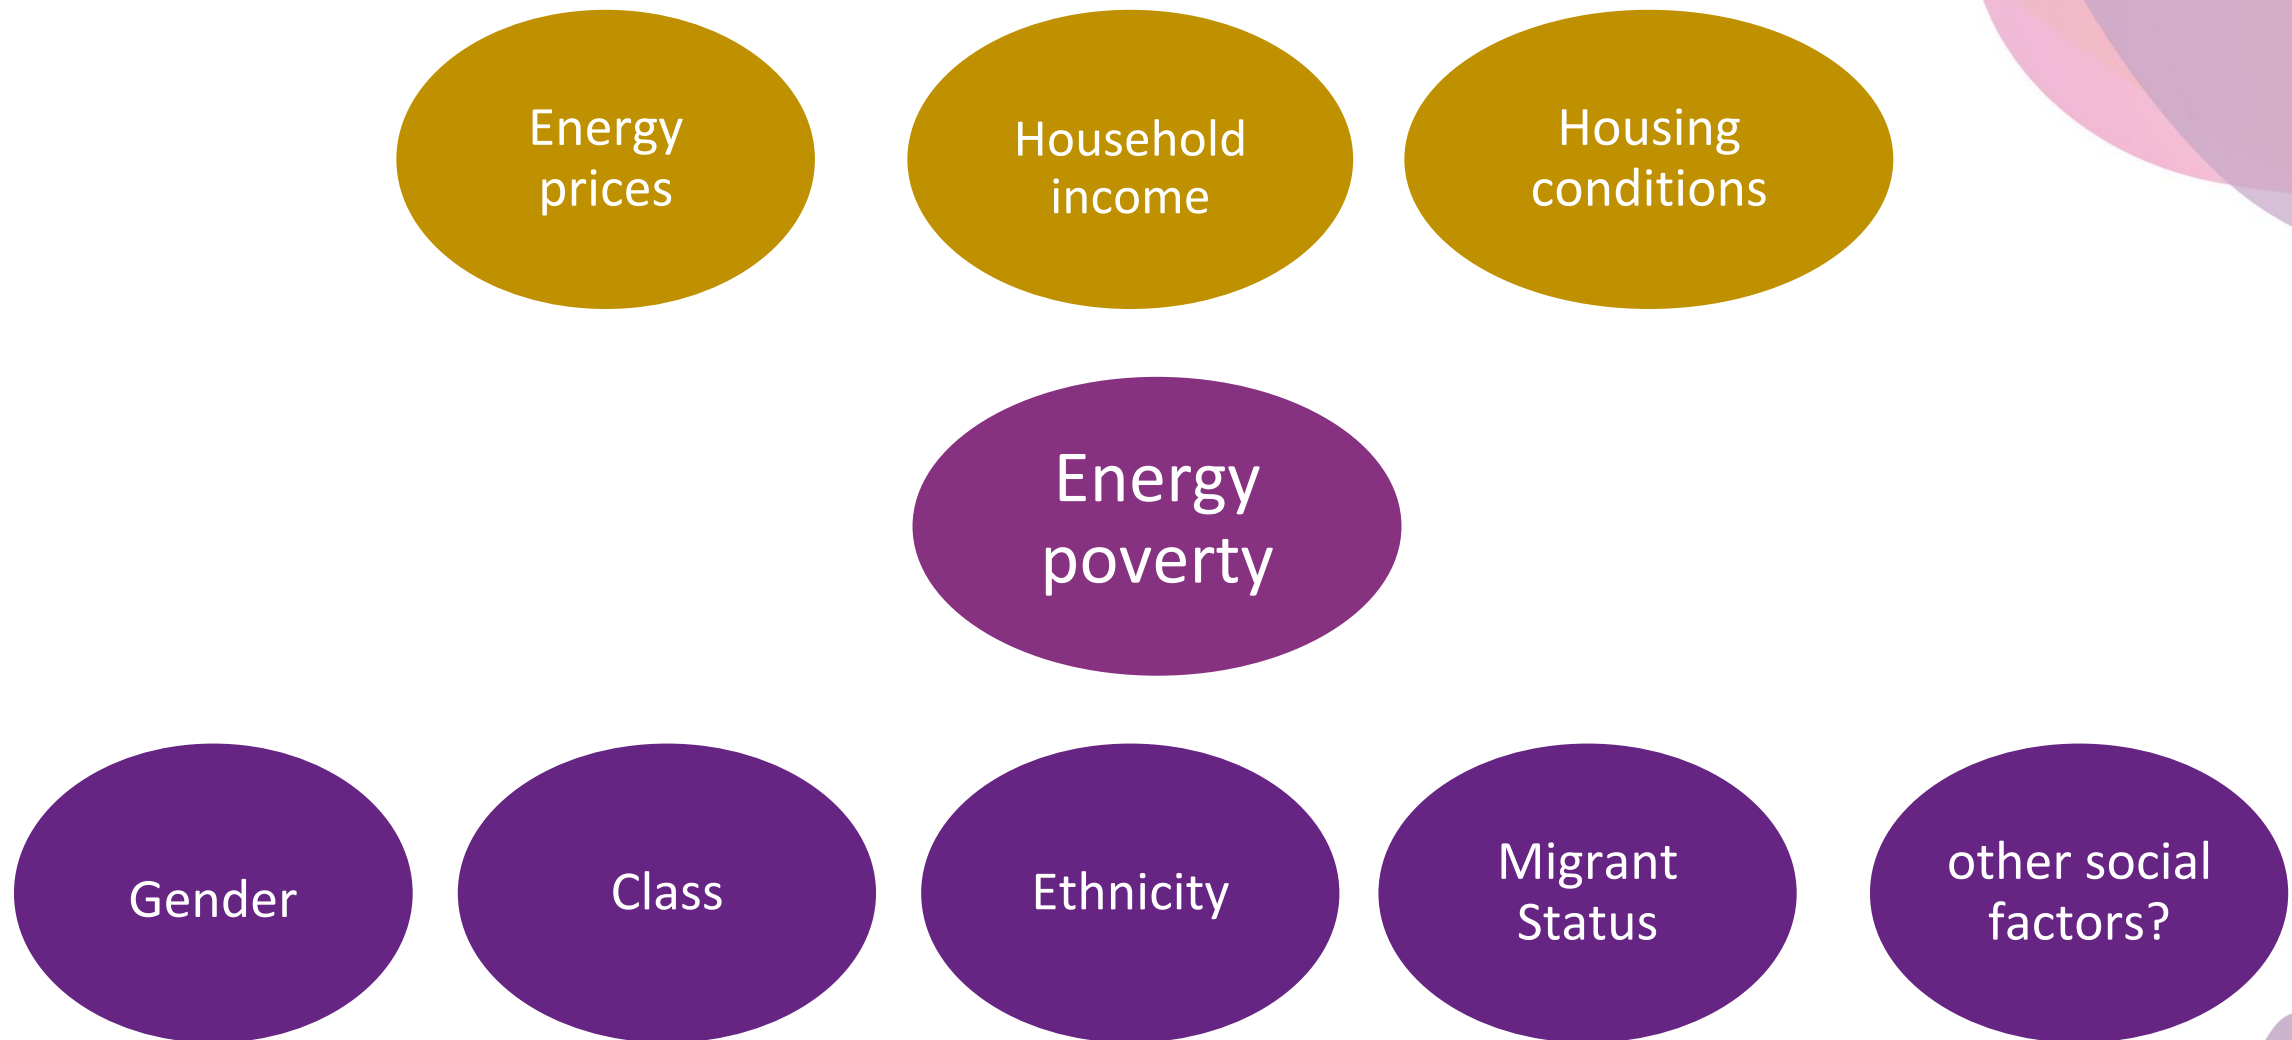 Energy
prices
Household
income
Housing
conditions
Energy
poverty
Gender
Class
Ethnicity
Migrant
Status
other social
factors?